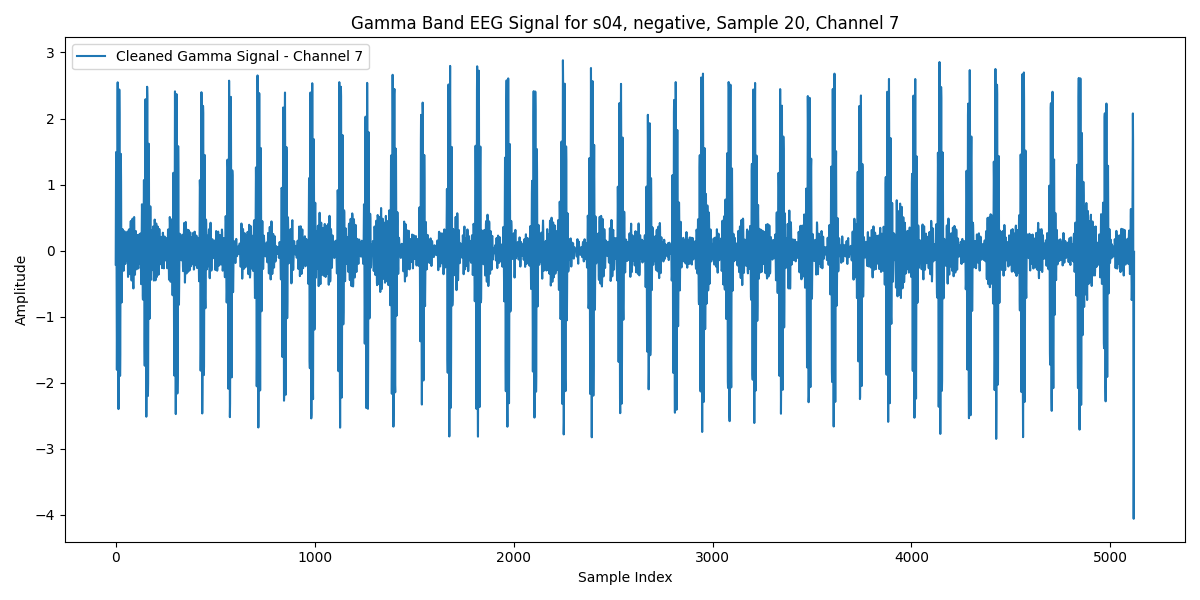 Gamma Band EEG Signal for s04, negative, Sample 20, Channel 7
Cleaned Gamma Signal - Channel 7
3
2
1
0
−1
−2
−3
−4
Amplitude
0 1000 2000 3000 4000 5000
Sample Index